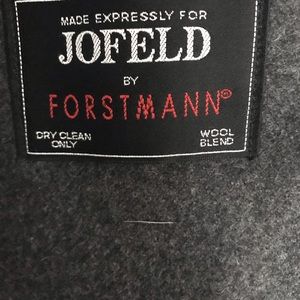 MADE EXPRESSLY FOR
JOFELD
BY
FORSTMANN®
DRY CLEAN WOOL
ONLY BLEND